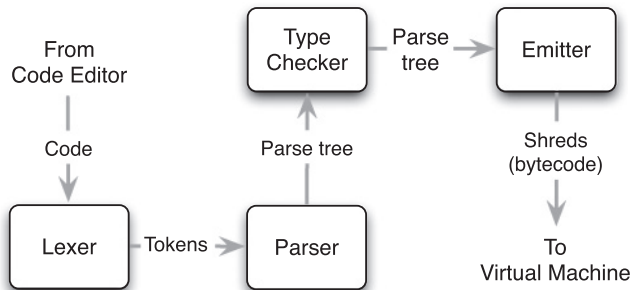 From
Code Editor
Code
Lexer
Tokens
Parser
Parse tree
Type
Checker
Parse
tree
Emitter
Shreds
(bytecode)
To
Virtual Machine